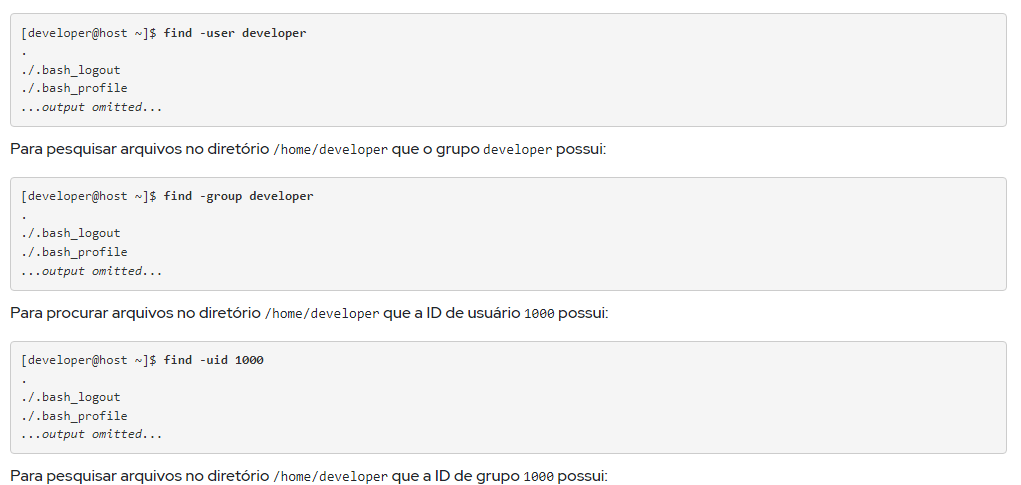 [developer@host ~]$ find -user developer
.
./.bash_logout
./.bash_profile
...output omitted...
Para pesquisar arquivos no diretório /home/developer que o grupo developer possui:
[developer@host ~]$ find -group developer
.
./.bash_logout
./.bash_profile
...output omitted...
Para procurar arquivos no diretório /home/developer que a ID de usuário 1000 possui:
[developer@host ~]$ find -uid 1000
.
./.bash_logout
./.bash_profile
...output omitted...
Para pesquisar arquivos no diretório /home/developer que a ID de grupo 1000 possui: